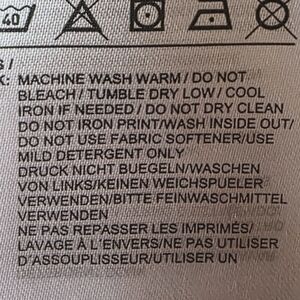 40
S /
K: MACHINE WASH WARM / DO NOT
BLEACH / TUMBLE DRY LOW / COOL
IRON IF NEEDED / DO NOT DRY CLEAN
DO NOT IRON PRINT/WASH INSIDE OUT/
DO NOT USE FABRIC SOFTENER/USE
MILD DETERGENT ONLY
DRUCK NICHT BUEGELN/WASCHEN
VON LINKS/KEINEN WEICHSPUELER
VERWENDEN/BITTE FEINWASCHMITTEL
VERWENDEN
NE PAS REPASSER LES IMPRIMÉS/
LAVAGE À L'ENVERS/NE PAS UTILISER
D'ASSOUPLISSEUR/UTILISER UN